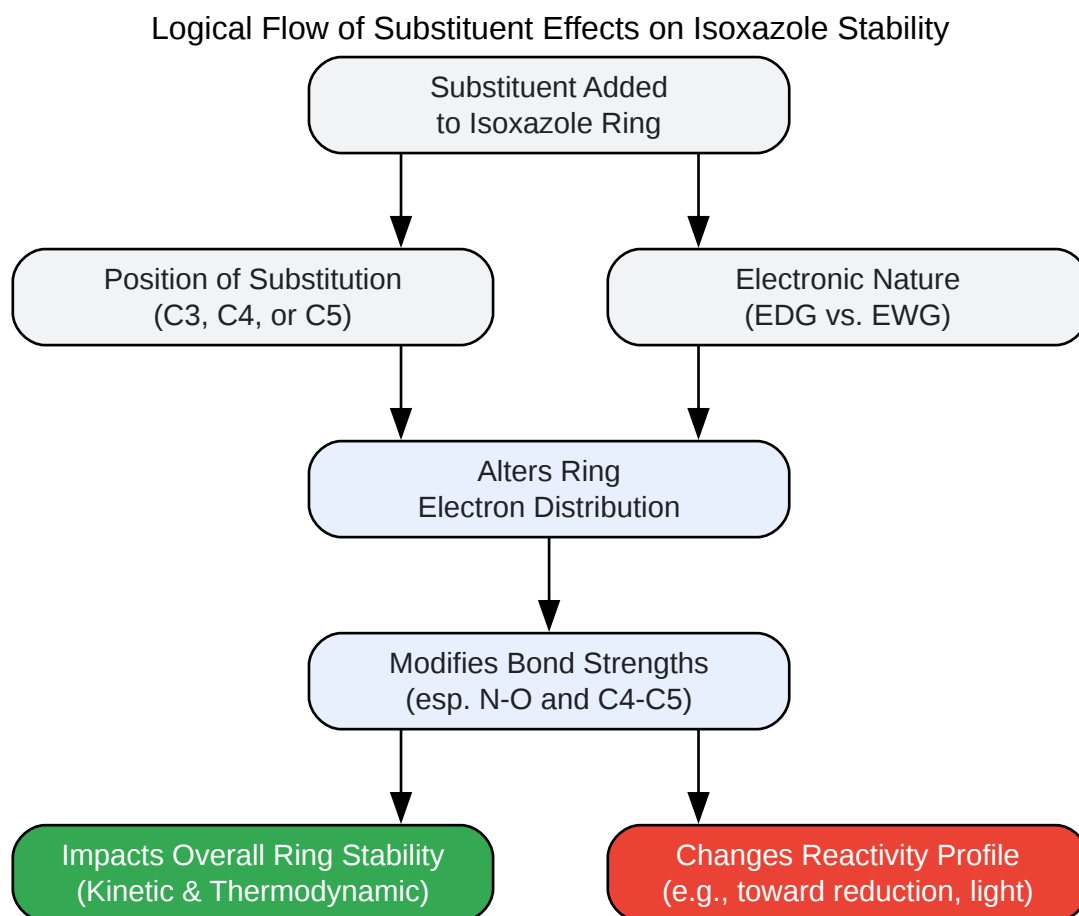 Logical Flow of Substituent Effects on Isoxazole Stability
Substituent Added
to Isoxazole Ring
Position of Substitution
(C3, C4, or C5)
Electronic Nature
(EDG vs. EWG)
Alters Ring
Electron Distribution
Modifies Bond Strengths
(esp. N-O and C4-C5)
Impacts Overall Ring Stability
(Kinetic & Thermodynamic)
Changes Reactivity Profile
(e.g., toward reduction, light)